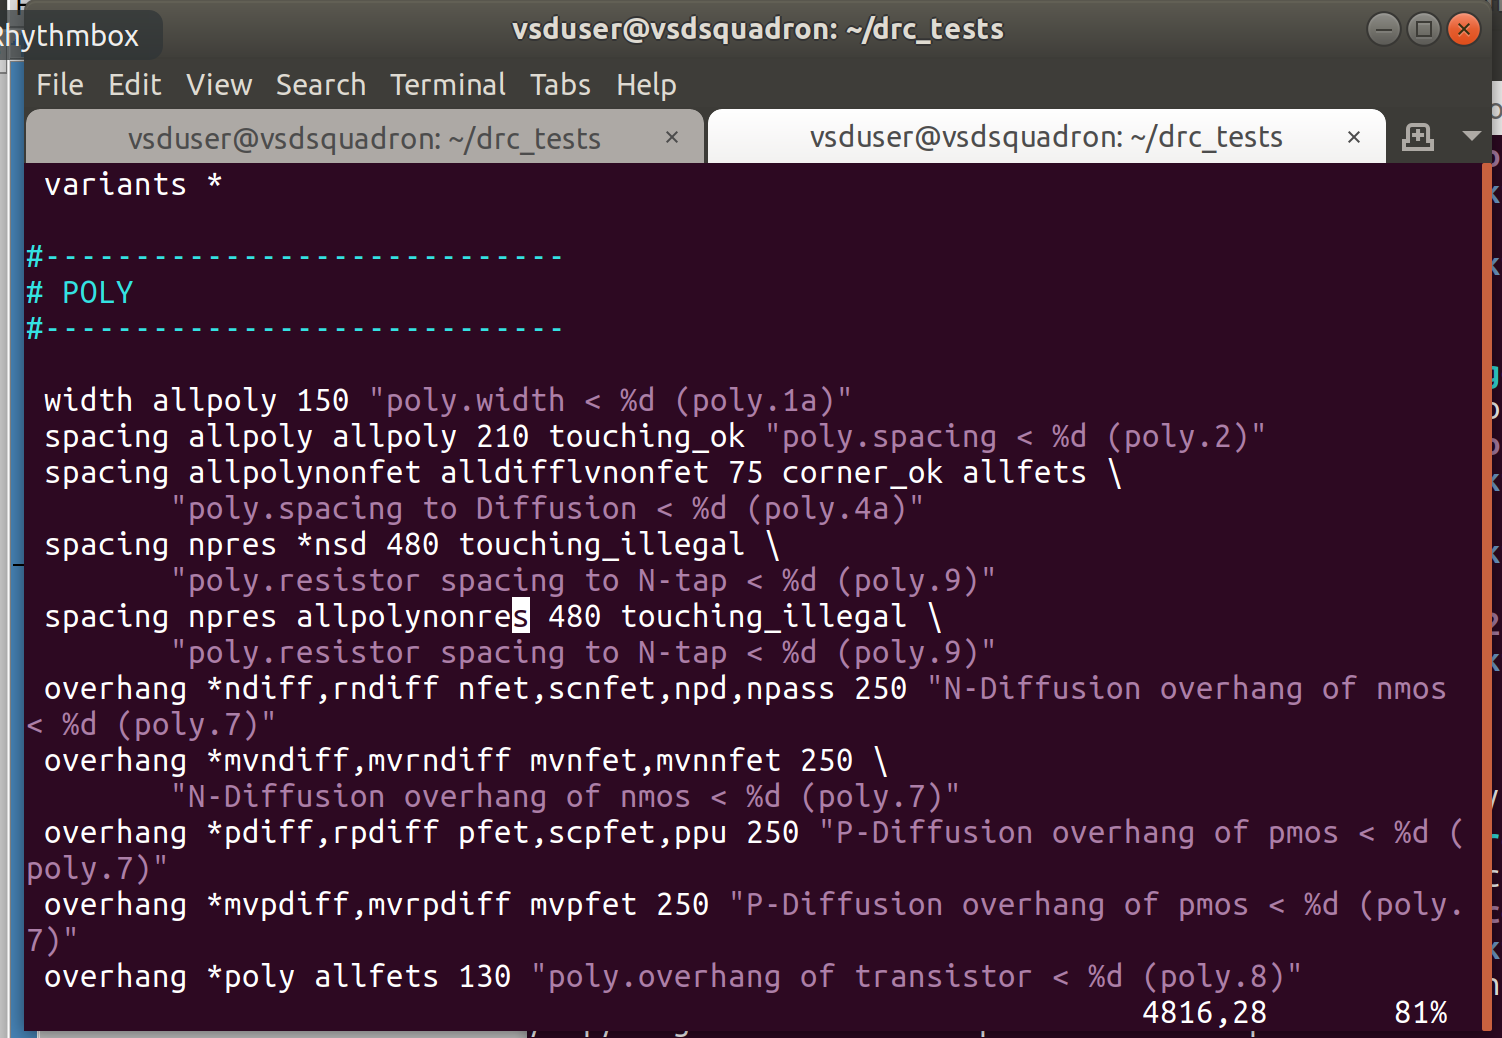 Rhythmbox
vsduser@vsdsquadron: ~/drc_tests
File Edit View Search Terminal Tabs Help
vsduser@vsdsquadron: ~/drc_tests × vsduser@vsdsquadron: ~/drc_tests ×
variants *
#-----------------------------
# POLY
#-----------------------------
width allpoly 150 "poly.width < %d (poly.1a)"
spacing allpoly allpoly 210 touching_ok "poly.spacing < %d (poly.2)"
spacing allpolynonfet alldifflvnonfet 75 corner_ok allfets \
"poly.spacing to Diffusion < %d (poly.4a)"
spacing npres *nsd 480 touching_illegal \
"poly.resistor spacing to N-tap < %d (poly.9)"
spacing npres allpolynonres 480 touching_illegal \
"poly.resistor spacing to N-tap < %d (poly.9)"
overhang *ndiff,rndiff nfet,scnfet,npd,npass 250 "N-Diffusion overhang of nmos
< %d (poly.7)"
overhang *mvndiff,mvrndiff mvnfet,mvnnfet 250 \
"N-Diffusion overhang of nmos < %d (poly.7)"
overhang *pdiff,rpdiff pfet,scpfet,ppu 250 "P-Diffusion overhang of pmos < %d (
poly.7)"
overhang *mvpdiff,mvrpdiff mvpfet 250 "P-Diffusion overhang of pmos < %d (poly.
7)"
overhang *poly allfets 130 "poly.overhang of transistor < %d (poly.8)"
4816,28 81%